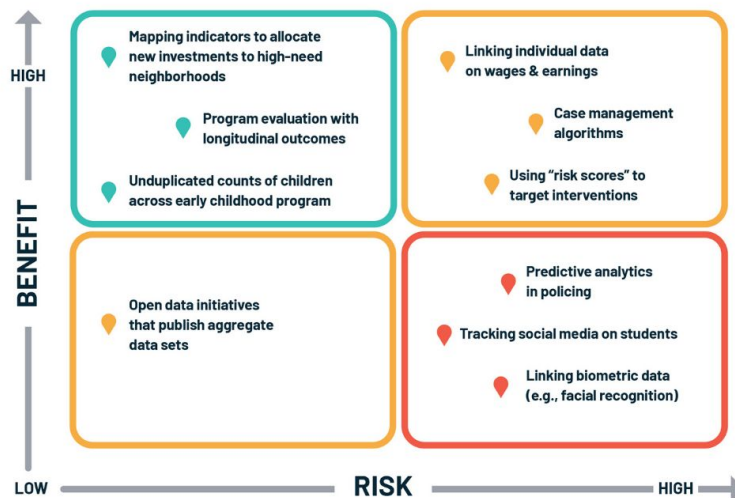 HIGH
BENEFIT
LOW
RISK
HIGH
Mapping indicators to allocate
new investments to high-need
neighborhoods
Program evaluation with
longitudinal outcomes
Unduplicated counts of children
across early childhood program
Linking individual data
on wages & earnings
Case management
algorithms
Using “risk scores” to
target interventions
Open data initiatives
that publish aggregate
data sets
Predictive analytics
in policing
Tracking social media on students
Linking biometric data
(e.g., facial recognition)